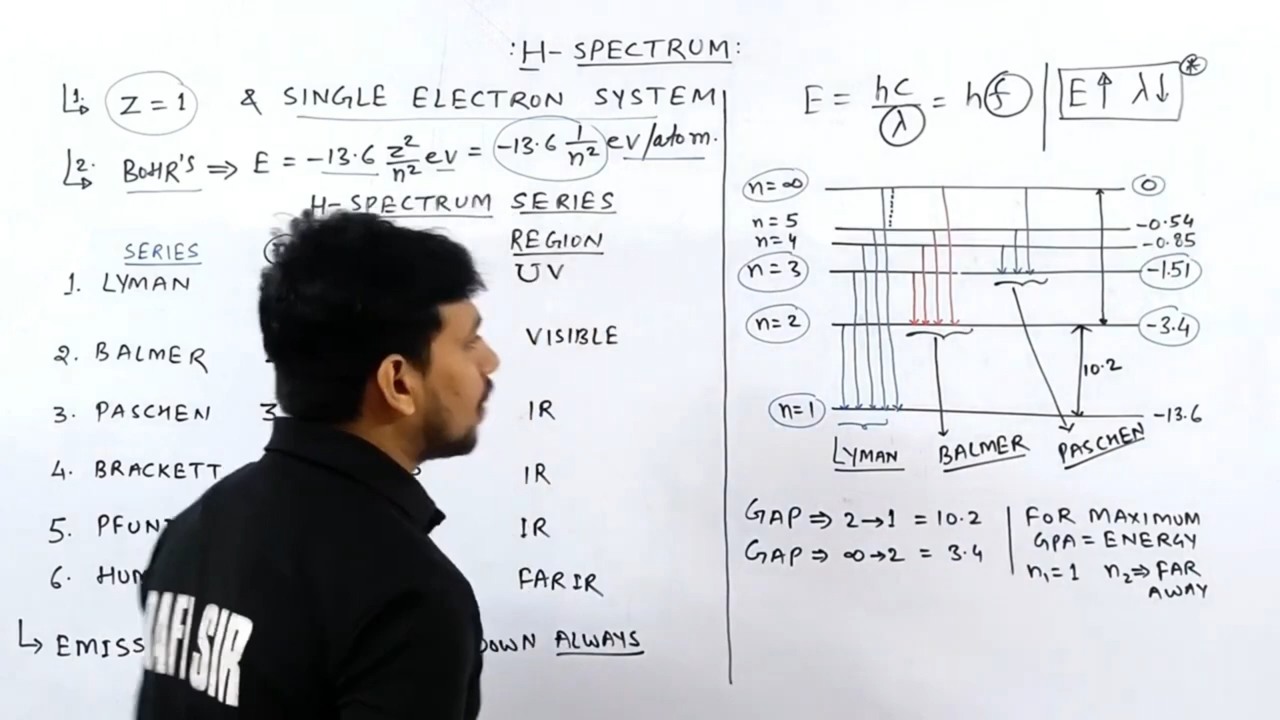 : H- SPECTRUM :
1. Z = 1 & SINGLE ELECTRON SYSTEM
2. BOHR'S ⇒ E = -13.6 Z²/n² eV = -13.6 1/n² eV/atom.
H- SPECTRUM SERIES
SERIES REGION
1. LYMAN UV
2. BALMER VISIBLE
3. PASCHEN 3 IR
4. BRACKETT IR
5. PFUN IR
6. HUM FAR IR
↳ EMISS DOWN ALWAYS
AFI SIR
E = hc/λ = hf | E↑ λ↓ *
n = ∞ 0
n = 5 -0.54
n = 4 -0.85
n = 3 -1.51
n = 2 -3.4
10.2
n = 1 -13.6
LYMAN BALMER PASCHEN
GAP ⇒ 2→1 = 10.2
GAP ⇒ ∞→2 = 3.4
FOR MAXIMUM
GPA = ENERGY
n₁ = 1 n₂ ⇒ FAR
AWAY